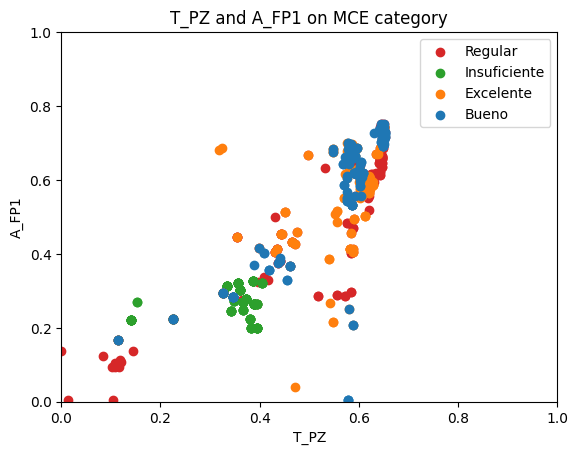 T_PZ and A_FP1 on MCE category
1.0
0.8
0.6
0.4
0.2
0.0
A_FP1
Regular
Insuficiente
Excelente
Bueno
0.0 0.2 0.4 0.6 0.8 1.0
T_PZ